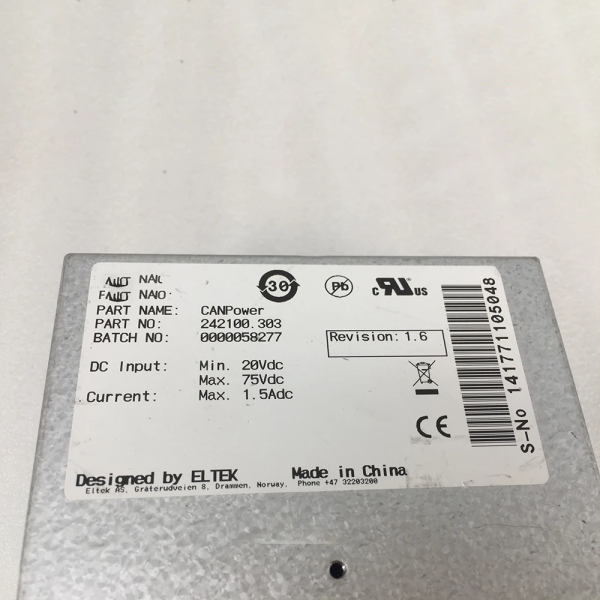 30
Pb
c RU US
PART NAME: CANPower
PART NO: 242100.303
BATCH NO: 0000058277
Revision: 1.6
DC Input: Min. 20Vdc
Max. 75Vdc
Current: Max. 1.5Adc
CE
S-No 141771105048
Designed by ELTEK Made in China
Eltek AS, Gråterudveien 8, Drammen, Norway, Phone +47 32203200